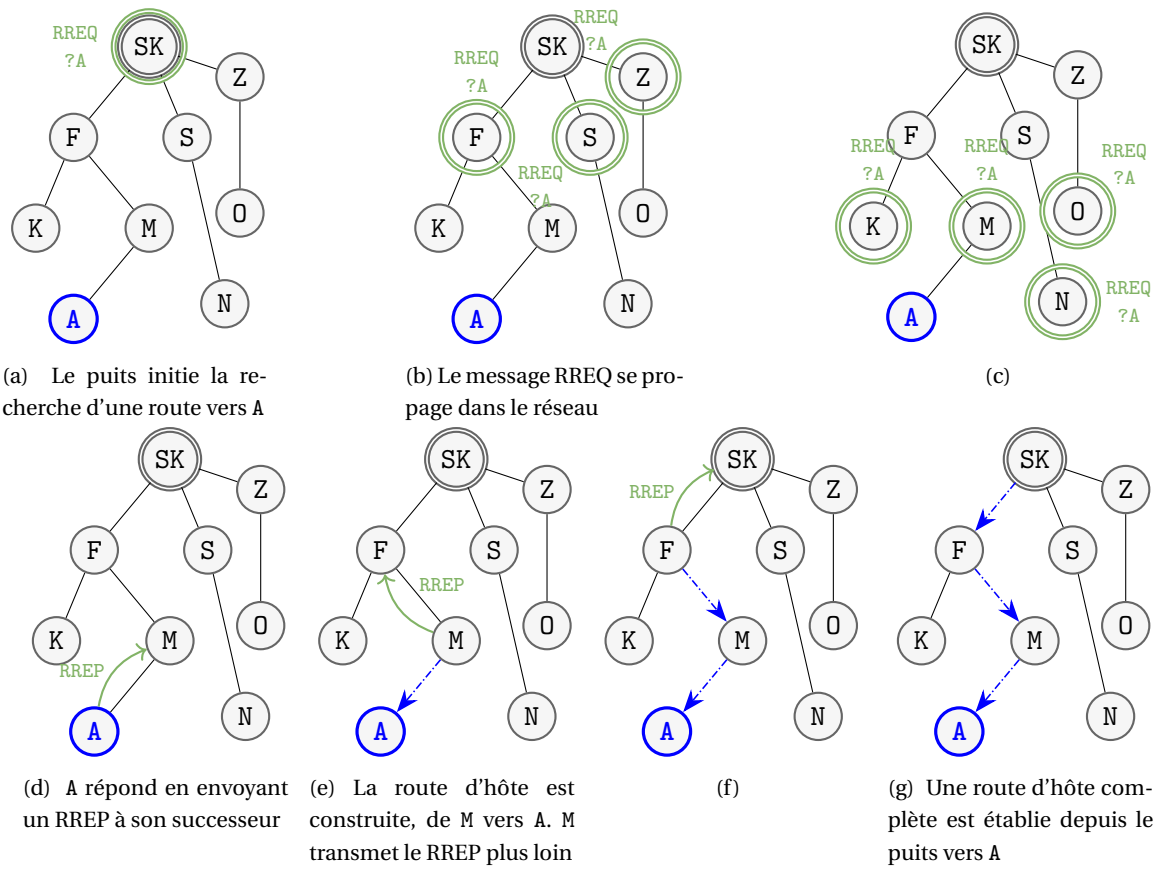 RREQ
?A
SK
Z
F
S
K
M
O
N
A
(a) Le puits initie la re-
cherche d'une route vers A
RREQ
?A
SK
RREQ
?A
Z
F
S
RREQ
?A
K
M
O
N
A
(b) Le message RREQ se pro-
page dans le réseau
SK
Z
F
S
RREQ
?A
RREQ
?A
RREQ
?A
K
M
O
N
RREQ
?A
A
(c)
SK
Z
F
S
K
M
O
RREP
A
N
(d) A répond en envoyant
un RREP à son successeur
SK
Z
F
S
RREP
K
M
O
A
N
(e) La route d'hôte est
construite, de M vers A. M
transmet le RREP plus loin
SK
RREP
Z
F
S
K
M
O
A
N
(f)
SK
Z
F
S
K
M
O
A
N
(g) Une route d'hôte com-
plète est établie depuis le
puits vers A